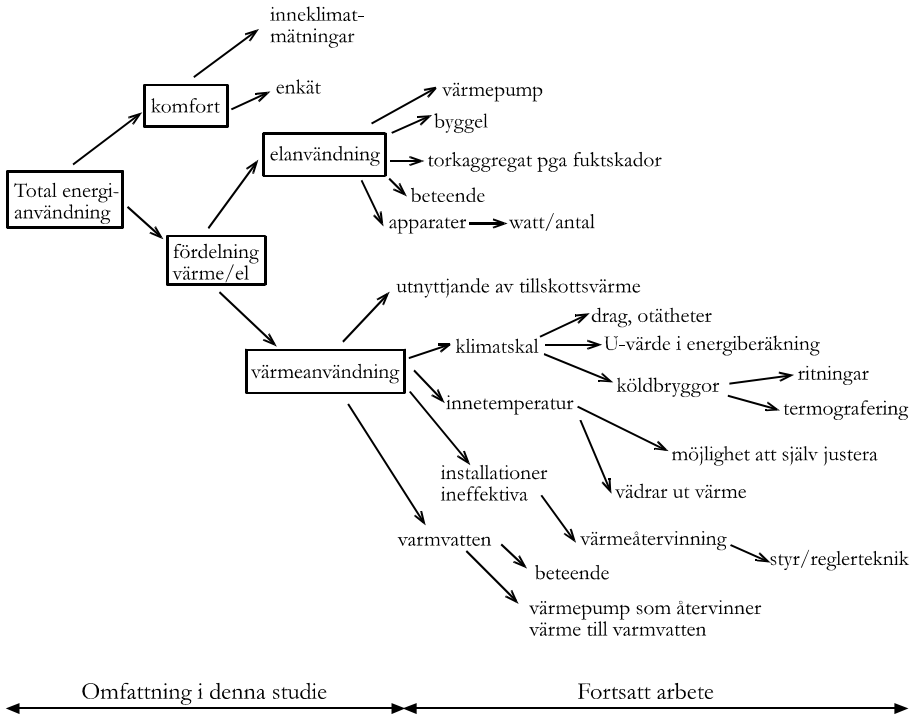 inneklimat-
mätningar
enkät
komfort
värmepump
byggel
elanvändning
torkaggregat pga fuktskador
Total energi-
användning
beteende
apparater
watt/antal
fördelning
värme/el
utnyttjande av tillskottsvärme
drag, otätheter
klimatskal
U-värde i energiberäkning
värmeanvändning
köldbryggor
ritningar
termografering
innetemperatur
möjlighet att själv justera
installationer
ineffektiva
vädrar ut värme
varmvatten
värmeåtervinning
styr/reglerteknik
beteende
värmepump som återvinner
värme till varmvatten
Omfattning i denna studie
Fortsatt arbete